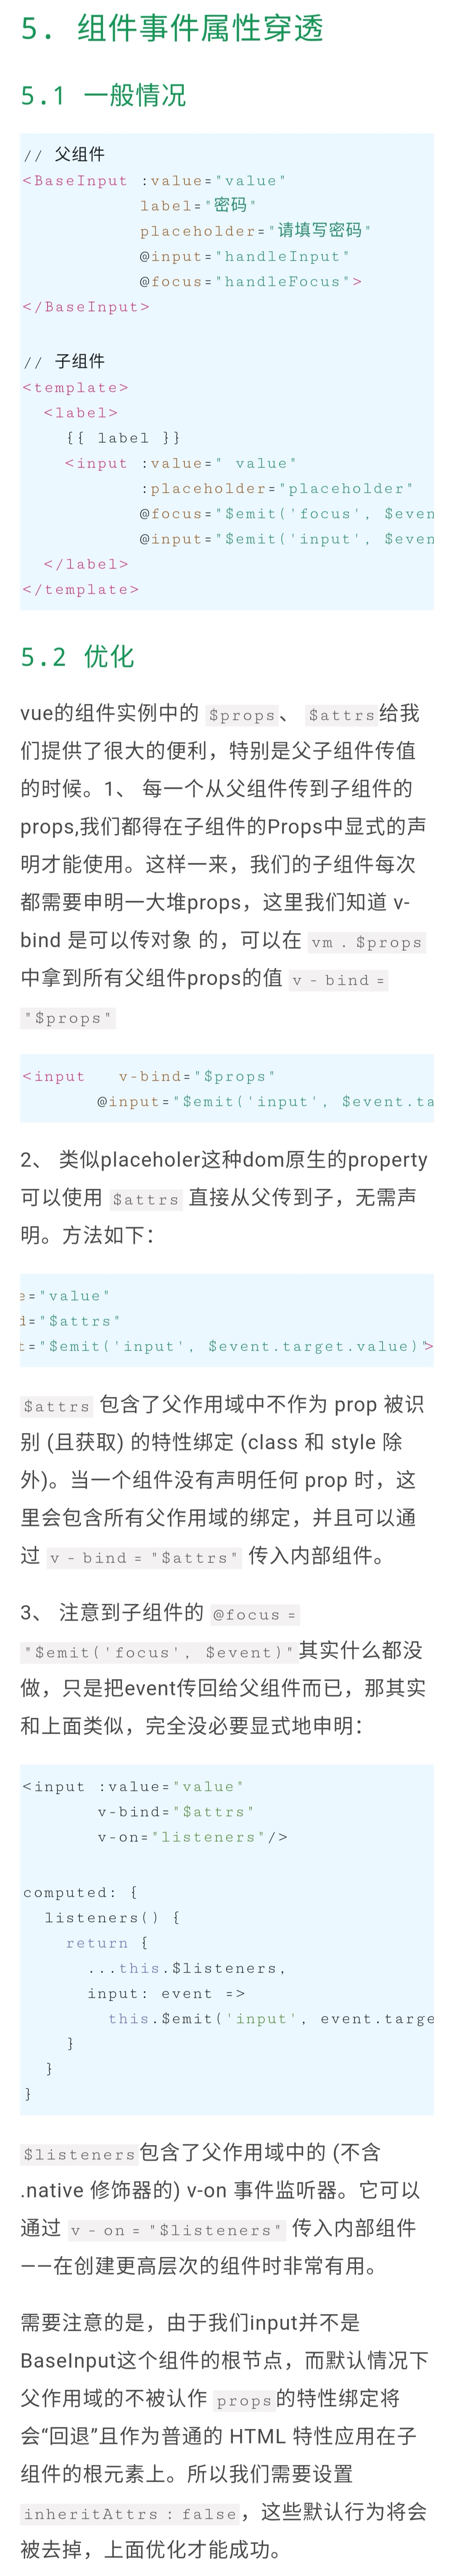 5. 组件事件属性穿透
5.1 一般情况
// 父组件
<BaseInput :value="value"
label="密码"
placeholder="请填写密码"
@input="handleInput"
@focus="handleFocus">
</BaseInput>
// 子组件
<template>
<label>
{{ label }}
<input :value=" value"
:placeholder="placeholder"
@focus="$emit('focus', $even
@input="$emit('input', $even
</label>
</template>
5.2 优化
vue的组件实例中的 $props、 $attrs给我
们提供了很大的便利，特别是父子组件传值
的时候。1、 每一个从父组件传到子组件的
props,我们都得在子组件的Props中显式的声
明才能使用。这样一来，我们的子组件每次
都需要申明一大堆props，这里我们知道 v-
bind 是可以传对象 的，可以在 vm.$props
中拿到所有父组件props的值 v-bind=
"$props"
<input   v-bind="$props"
@input="$emit('input', $event.ta
2、 类似placeholer这种dom原生的property
可以使用 $attrs 直接从父传到子，无需声
明。方法如下：
e="value"
d="$attrs"
t="$emit('input', $event.target.value)">
$attrs 包含了父作用域中不作为 prop 被识
别 (且获取) 的特性绑定 (class 和 style 除
外)。当一个组件没有声明任何 prop 时，这
里会包含所有父作用域的绑定，并且可以通
过 v-bind="$attrs" 传入内部组件。
3、 注意到子组件的 @focus=
"$emit('focus', $event)"其实什么都没
做，只是把event传回给父组件而已，那其实
和上面类似，完全没必要显式地申明：
<input :value="value"
v-bind="$attrs"
v-on="listeners"/>
computed: {
listeners() {
return {
...this.$listeners,
input: event =>
this.$emit('input', event.targe
}
}
}
$listeners包含了父作用域中的 (不含
.native 修饰器的) v-on 事件监听器。它可以
通过 v-on="$listeners" 传入内部组件
——在创建更高层次的组件时非常有用。
需要注意的是，由于我们input并不是
BaseInput这个组件的根节点，而默认情况下
父作用域的不被认作 props的特性绑定将
会“回退”且作为普通的 HTML 特性应用在子
组件的根元素上。所以我们需要设置
inheritAttrs:false，这些默认行为将会
被去掉，上面优化才能成功。